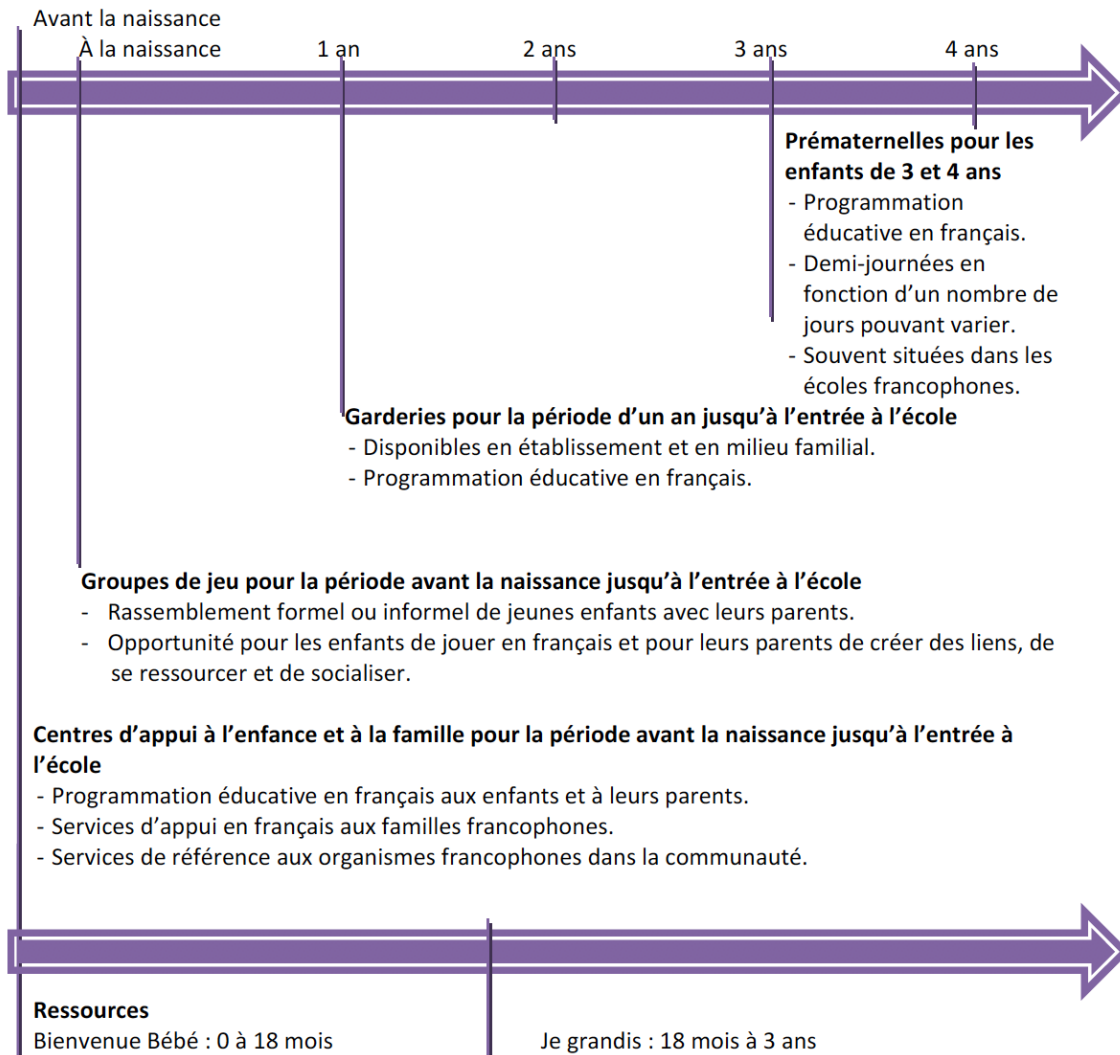 Avant la naissance
À la naissance 1 an 2 ans 3 ans 4 ans
Prématernelles pour les
enfants de 3 et 4 ans
- Programmation
éducative en français.
- Demi-journées en
fonction d'un nombre de
jours pouvant varier.
- Souvent situées dans les
écoles francophones.
Garderies pour la période d'un an jusqu'à l'entrée à l'école
- Disponibles en établissement et en milieu familial.
- Programmation éducative en français.
Groupes de jeu pour la période avant la naissance jusqu'à l'entrée à l'école
- Rassemblement formel ou informel de jeunes enfants avec leurs parents.
- Opportunité pour les enfants de jouer en français et pour leurs parents de créer des liens, de
se ressourcer et de socialiser.
Centres d'appui à l'enfance et à la famille pour la période avant la naissance jusqu'à l'entrée à
l'école
- Programmation éducative en français aux enfants et à leurs parents.
- Services d'appui en français aux familles francophones.
- Services de référence aux organismes francophones dans la communauté.
Ressources
Bienvenue Bébé : 0 à 18 mois Je grandis : 18 mois à 3 ans